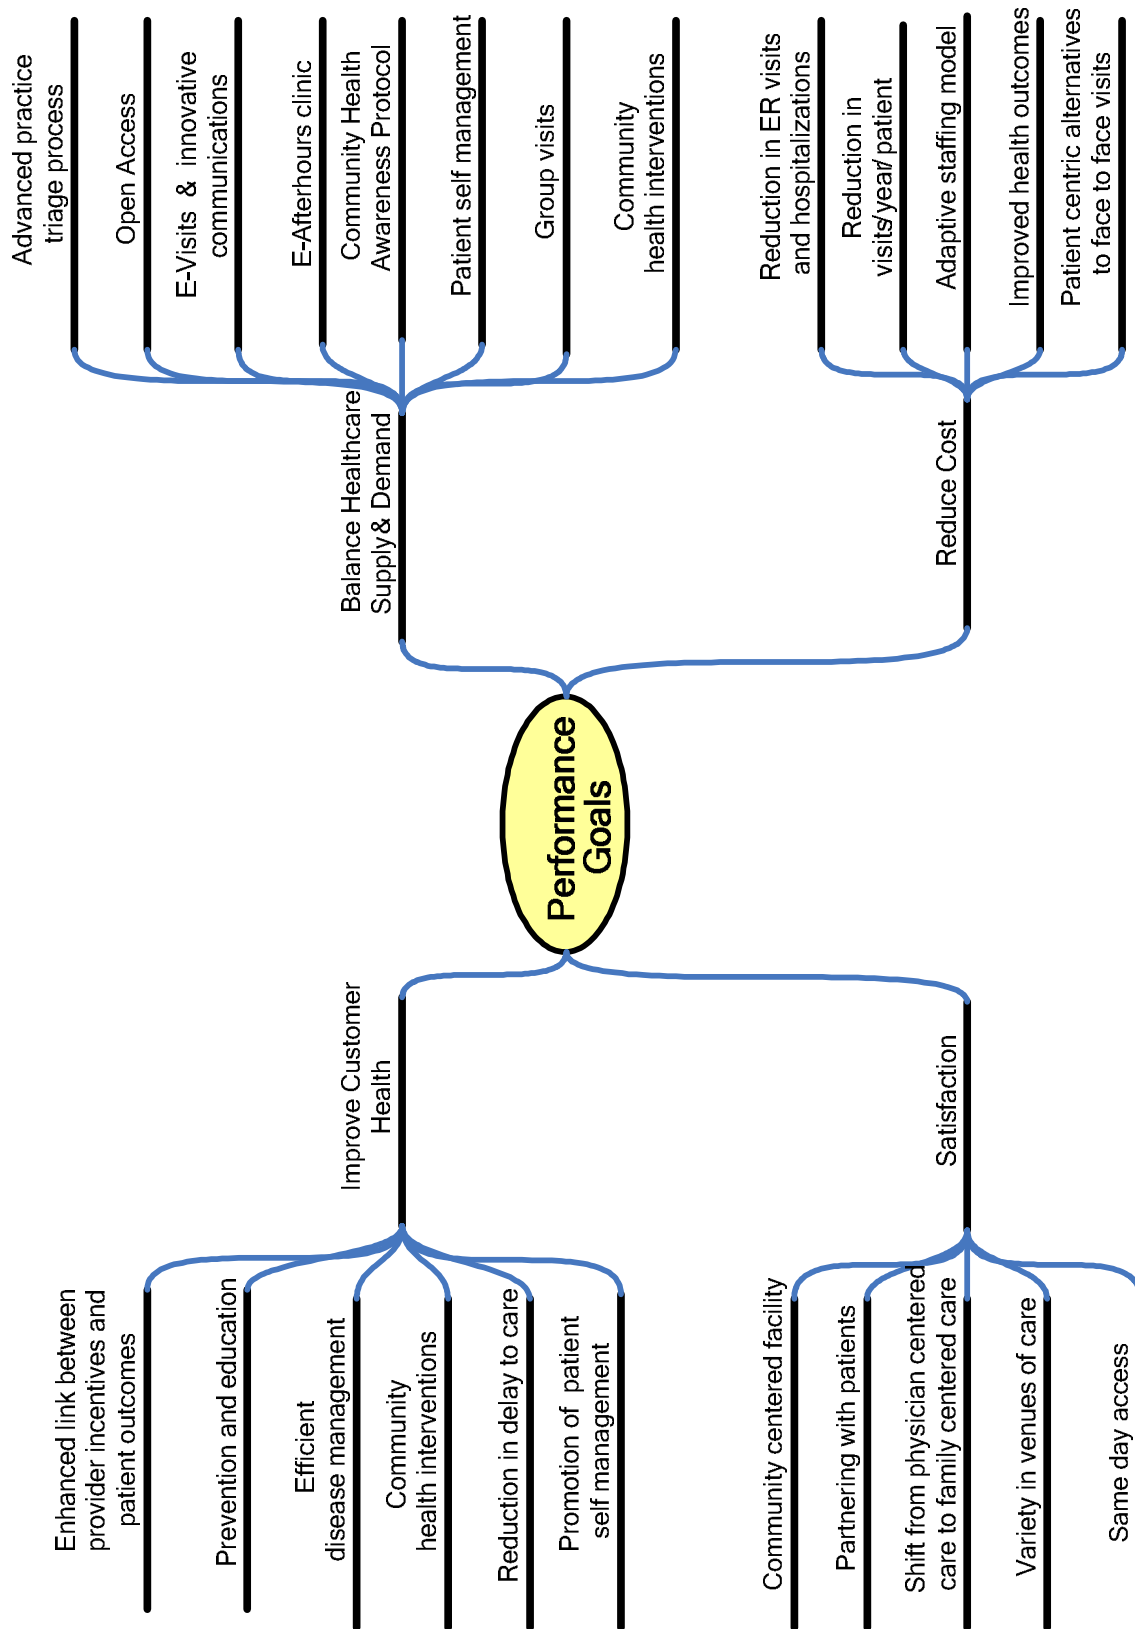 Enhanced link between
provider incentives and
patient outcomes
Prevention and education
Efficient
disease management
Community
health interventions
Reduction in delay to care
Promotion of patient
self management
Improve Customer
Health
Community centered facility
Partnering with patients
Shift from physician centered
care to family centered care
Variety in venues of care
Same day access
Satisfaction
Performance
Goals
Balance Healthcare
Supply& Demand
Advanced practice
triage process
Open Access
E-Visits & innovative
communications
E-Afterhours clinic
Community Health
Awareness Protocol
Patient self management
Group visits
Community
health interventions
Reduce Cost
Reduction in ER visits
and hospitalizations
Reduction in
visits/year/ patient
Adaptive staffing model
Improved health outcomes
Patient centric alternatives
to face to face visits